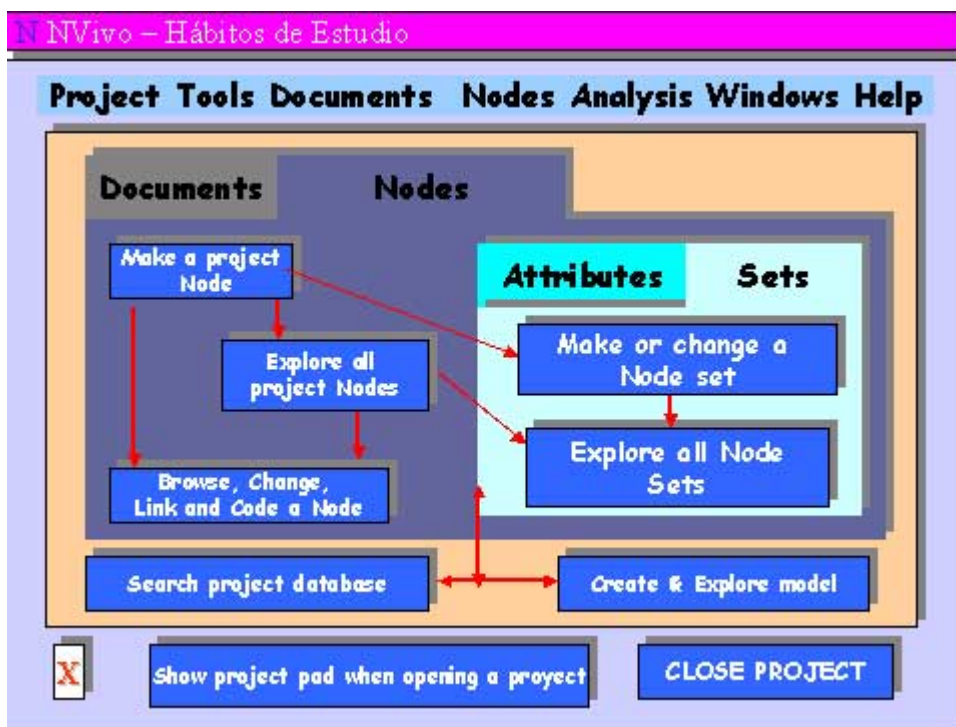 N NVivo – Hábitos de Estudio
Project Tools Documents Nodes Analysis Windows Help
Documents Nodes
Make a project
Node
Attributes Sets
Explore all
project Nodes
Make or change a
Node set
Browse, Change,
Link and Code a Node
Explore all Node
Sets
Search project database
Create & Explore model
X
Show project pad when opening a proyect
CLOSE PROJECT